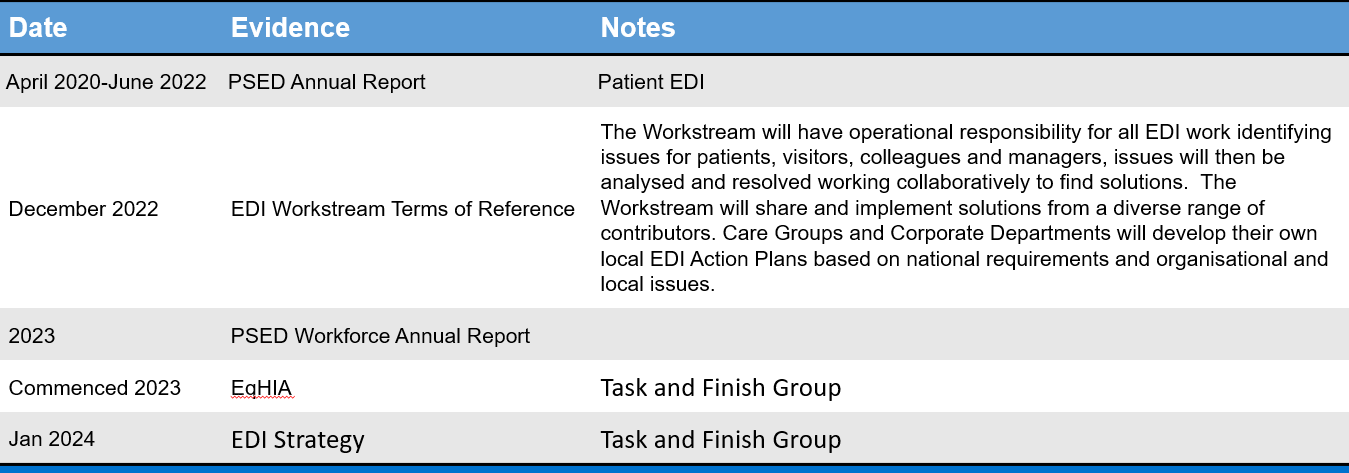 Date Evidence Notes
April 2020-June 2022 PSED Annual Report Patient EDI
The Workstream will have operational responsibility for all EDI work identifying
issues for patients, visitors, colleagues and managers, issues will then be
analysed and resolved working collaboratively to find solutions.  The
December 2022 EDI Workstream Terms of Reference Workstream will share and implement solutions from a diverse range of
contributors. Care Groups and Corporate Departments will develop their own
local EDI Action Plans based on national requirements and organisational and
local issues.
2023 PSED Workforce Annual Report
Commenced 2023 EqHIA Task and Finish Group
Jan 2024 EDI Strategy Task and Finish Group